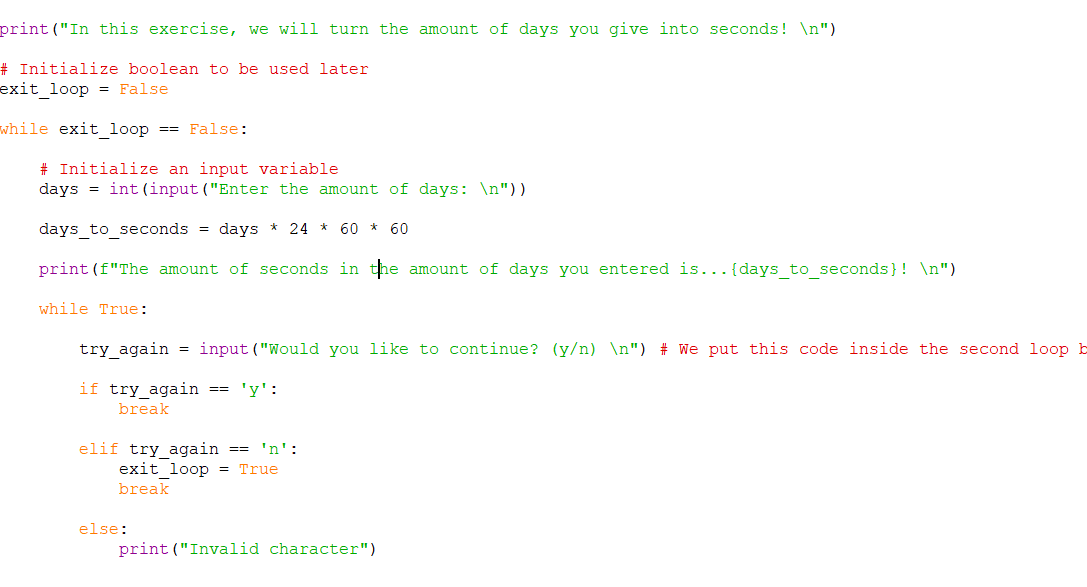 print("In this exercise, we will turn the amount of days you give into seconds! \n")
# Initialize boolean to be used later
exit_loop = False
while exit_loop == False:
# Initialize an input variable
days = int(input("Enter the amount of days: \n"))
days_to_seconds = days * 24 * 60 * 60
print(f"The amount of seconds in the amount of days you entered is...{days_to_seconds}! \n")
while True:
try_again = input("Would you like to continue? (y/n) \n") # We put this code inside the second loop
if try_again == 'y':
break
elif try_again == 'n':
exit_loop = True
break
else:
print("Invalid character")